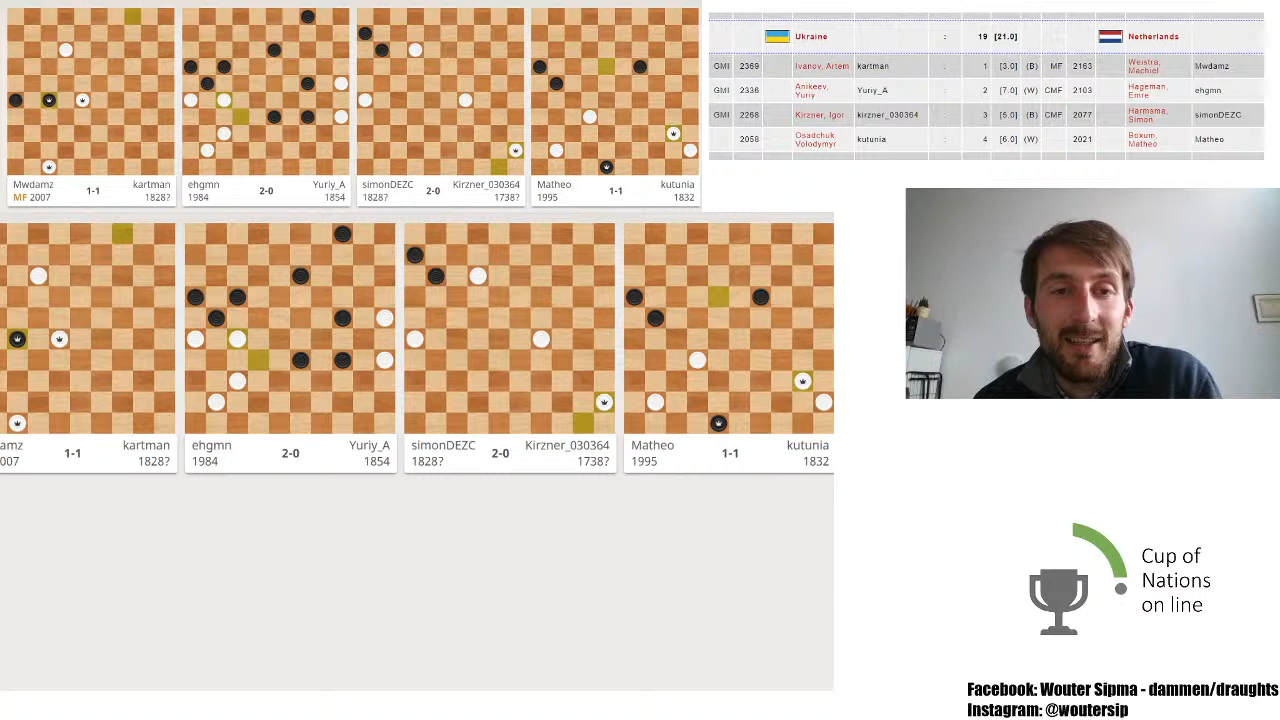 Mwdamz 1-1 kartman
MF 2007 1828?
ehgmn 2-0 Yuriy_A
1984 1854
simonDEZC 2-0 Kirzner_030364
1828? 1738?
Matheo 1-1 kutunia
1995 1832
Ukraine : 19 [21.0] Netherlands
GMI 2369 Ivanov, Artem kartman : 1 [3.0] (B) MF 2163 Weistra, Machiel Mwdamz
GMI 2336 Anikeev, Yuriy Yuriy_A : 2 [7.0] (W) CMF 2103 Hageman, Emre ehgmn
GMI 2268 Kirzner, Igor kirzner_030364 : 3 [5.0] (B) CMF 2077 Harmsma, Simon simonDEZC
2058 Osadchuk, Volodymyr kutunia : 4 [6.0] (W) 2021 Boxum, Matheo Matheo
amz 1-1 kartman
007 1828?
ehgmn 2-0 Yuriy_A
1984 1854
simonDEZC 2-0 Kirzner_030364
1828? 1738?
Matheo 1-1 kutunia
1995 1832
Cup of
Nations
on line
Facebook: Wouter Sipma - dammen/draughts
Instagram: @woutersip